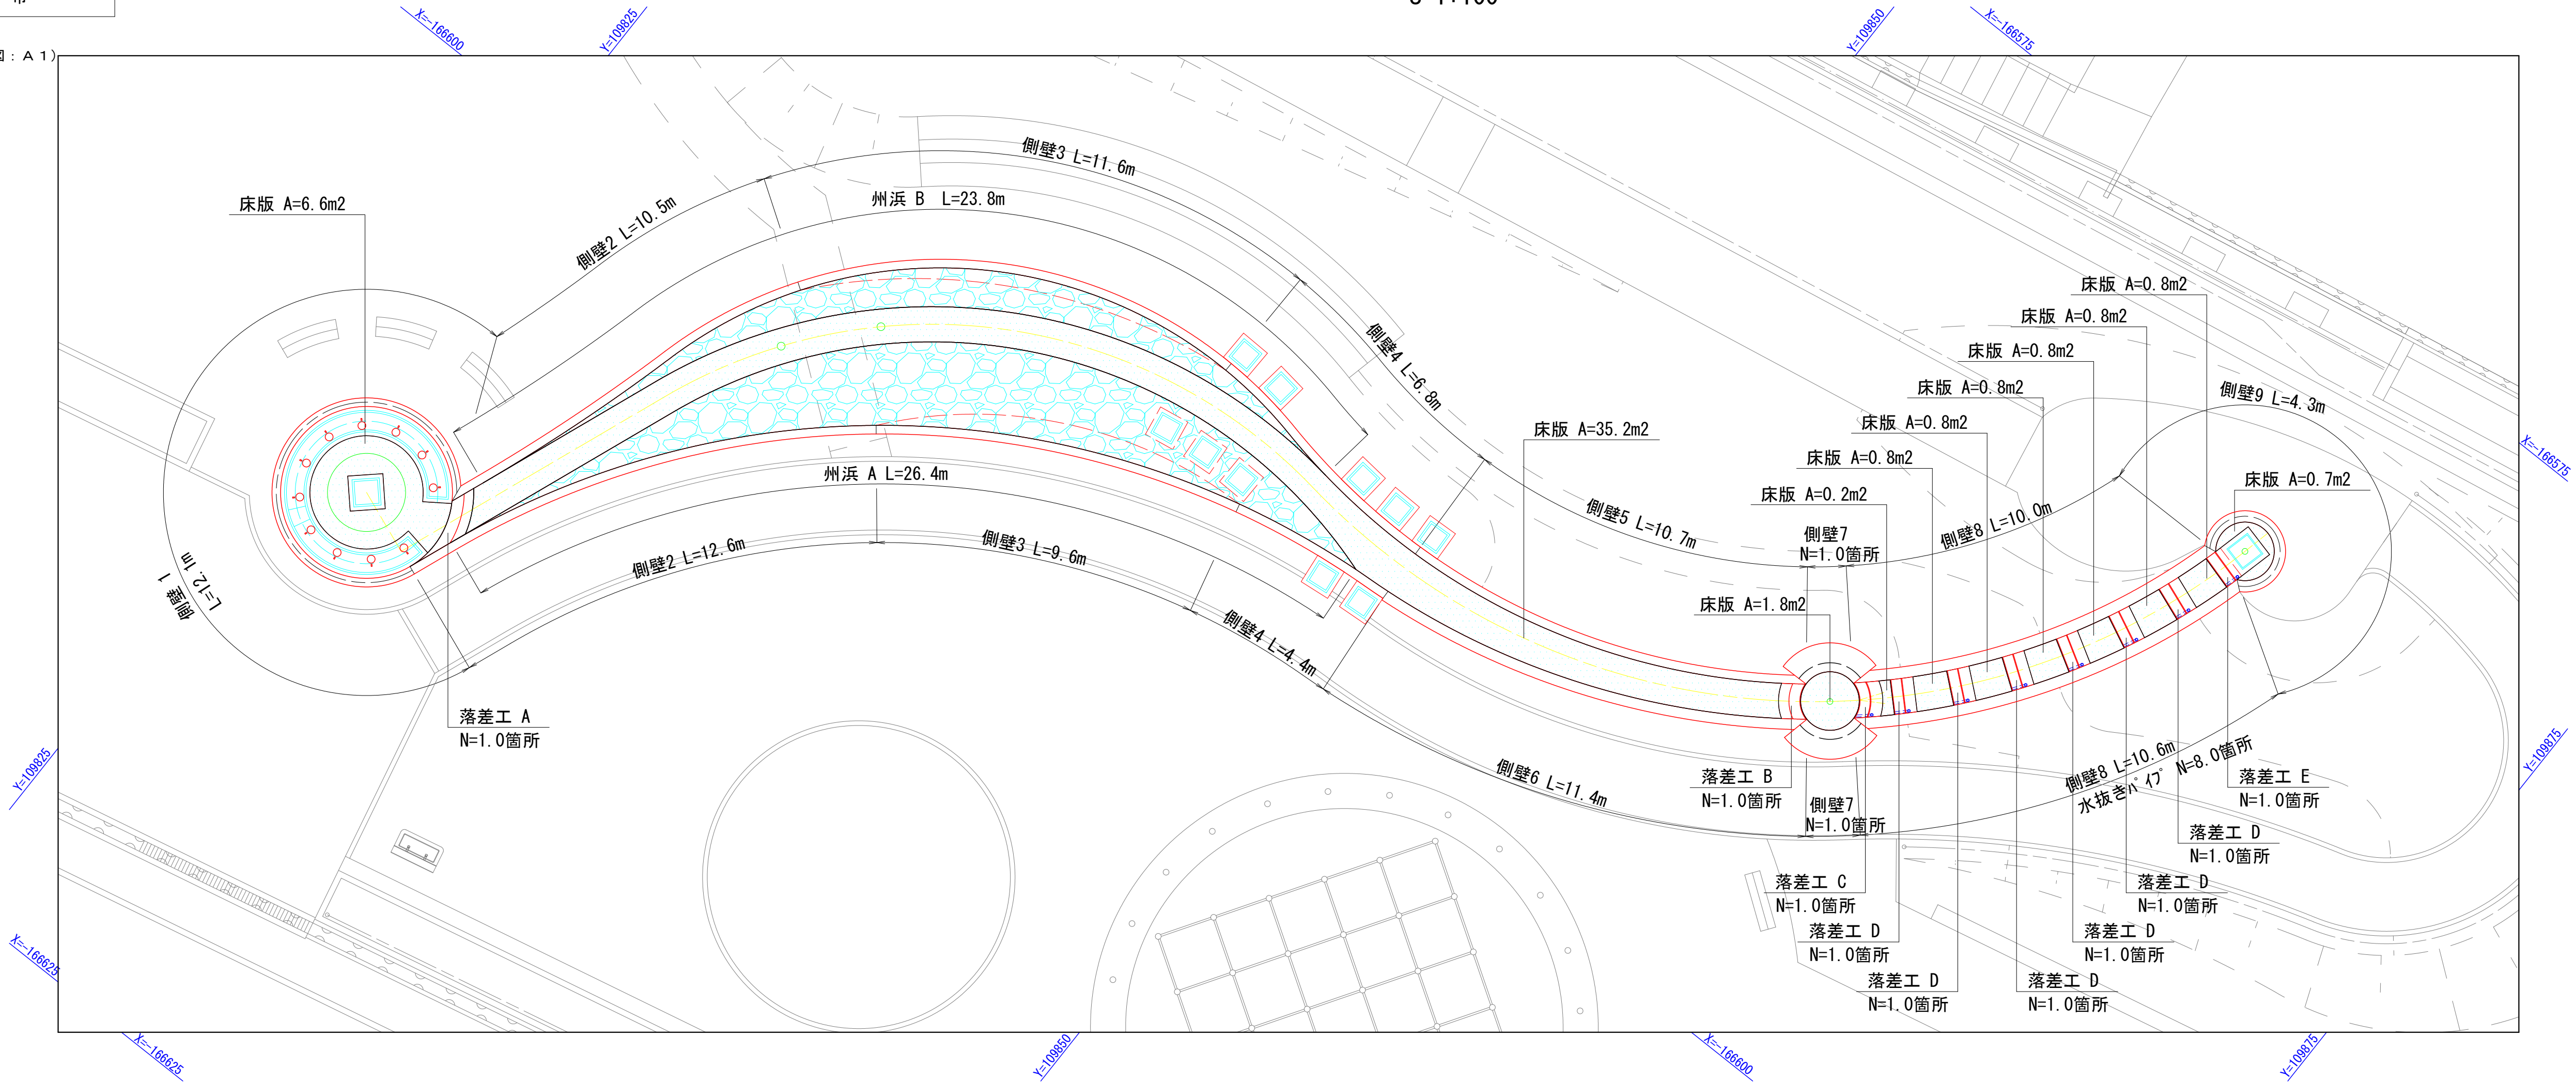 X=-166600
Y=109825
Y=109850
X=-166575
図：Ａ１)
側壁3 L=11.6m
州浜 B L=23.8m
床版 A=6.6m2
側壁2 L=10.5m
側壁4 L=6.8m
床版 A=0.8m2
床版 A=0.8m2
床版 A=0.8m2
床版 A=0.8m2
床版 A=0.8m2
床版 A=0.8m2
床版 A=0.2m2
側壁9 L=4.3m
床版 A=35.2m2
床版 A=0.7m2
X=-166575
州浜 A L=26.4m
側壁5 L=10.7m
側壁7
N=1.0箇所
側壁8 L=10.0m
側壁2 L=12.6m
側壁3 L=9.6m
側壁 1
L=12.1m
側壁4 L=4.4m
床版 A=1.8m2
落差工 A
N=1.0箇所
側壁6 L=11.4m
落差工 B
N=1.0箇所
側壁7
N=1.0箇所
側壁8 L=10.6m
水抜きﾊﾟｲﾌﾟ N=8.0箇所
落差工 E
N=1.0箇所
落差工 D
N=1.0箇所
落差工 C
N=1.0箇所
落差工 D
N=1.0箇所
落差工 D
N=1.0箇所
落差工 D
N=1.0箇所
落差工 D
N=1.0箇所
落差工 D
N=1.0箇所
Y=109825
Y=109875
X=-166625
X=-166625
Y=109850
X=-166600
Y=109875